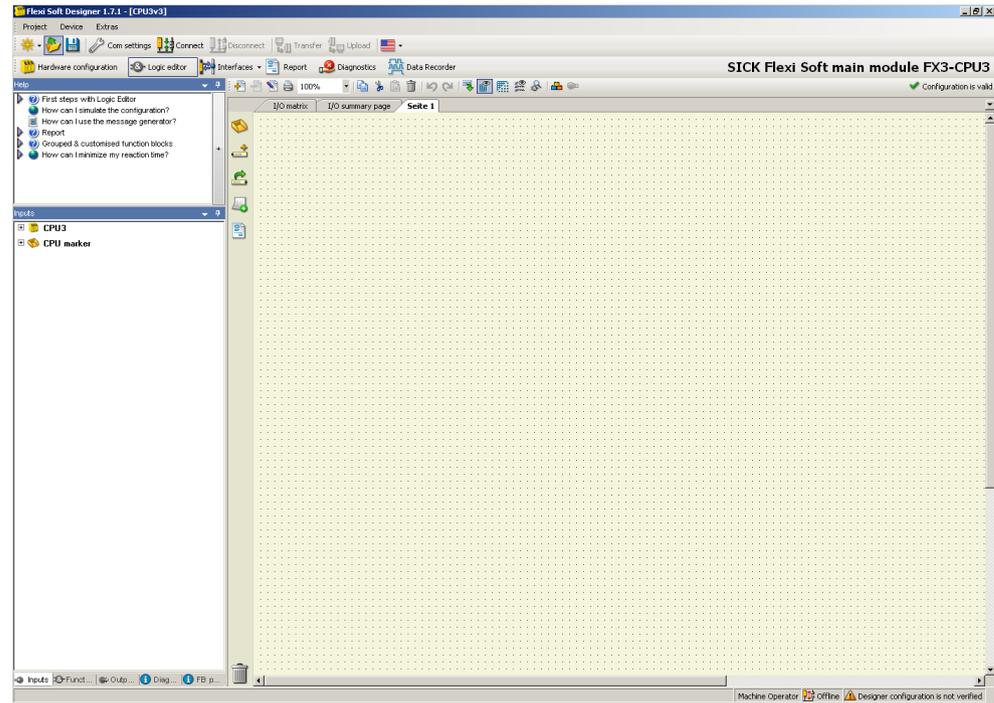 Flexi Soft Designer 1.7.1 - [CPU3v3]
Project Device Extras
Com settings Connect Disconnect Transfer Upload
Hardware configuration Logic editor Interfaces Report Diagnostics Data Recorder SICK Flexi Soft main module FX3-CPU3
Help 100% Configuration is valid
First steps with Logic Editor
How can I simulate the configuration?
How can I use the message generator?
Report
Grouped & customised function blocks
How can I minimize my reaction time?
I/O matrix I/O summary page Seite 1
Inputs
CPU3
CPU marker
Inputs Funct... Outp... Diag... FB p...
Machine Operator Offline Designer configuration is not verified